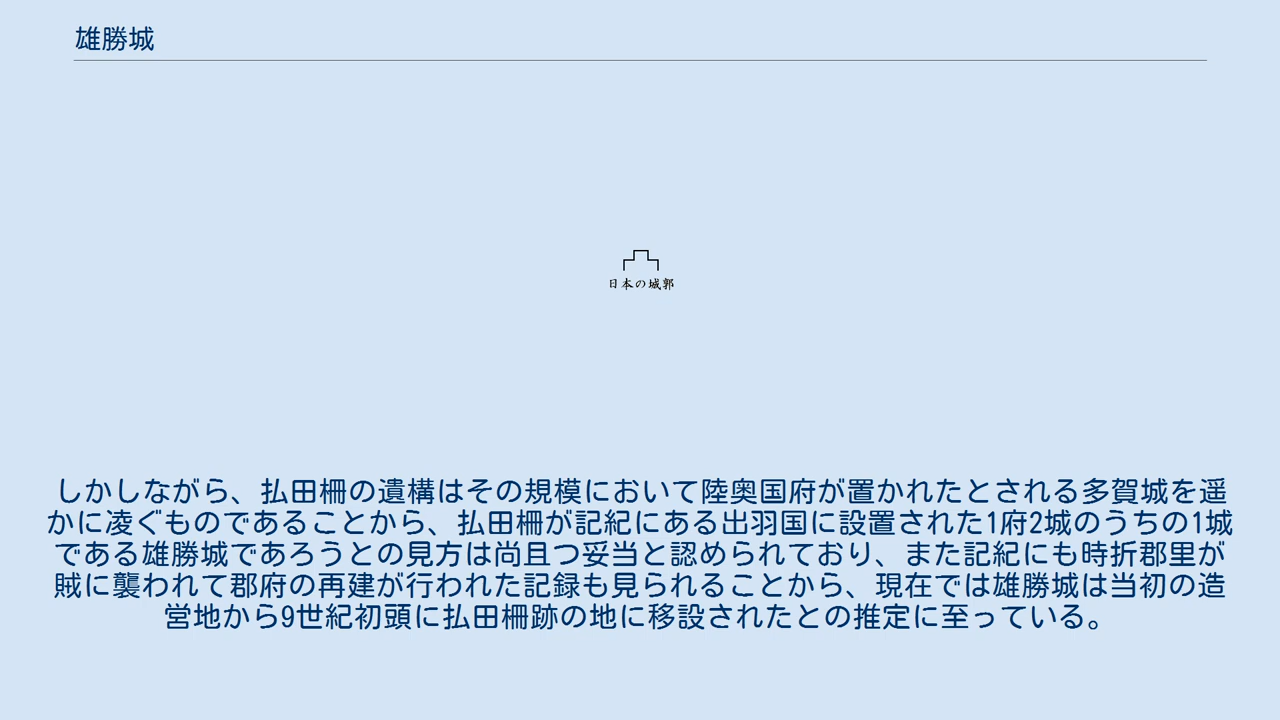 雄勝城
日本の城郭
しかしながら、払田柵の遺構はその規模において陸奥国府が置かれたとされる多賀城を遥
かに凌ぐものであることから、払田柵が記紀にある出羽国に設置された1府2城のうちの1城
である雄勝城であろうとの見方は尚且つ妥当と認められており、また記紀にも時折郡里が
賊に襲われて郡府の再建が行われた記録も見られることから、現在では雄勝城は当初の造
営地から9世紀初頭に払田柵跡の地に移設されたとの推定に至っている。